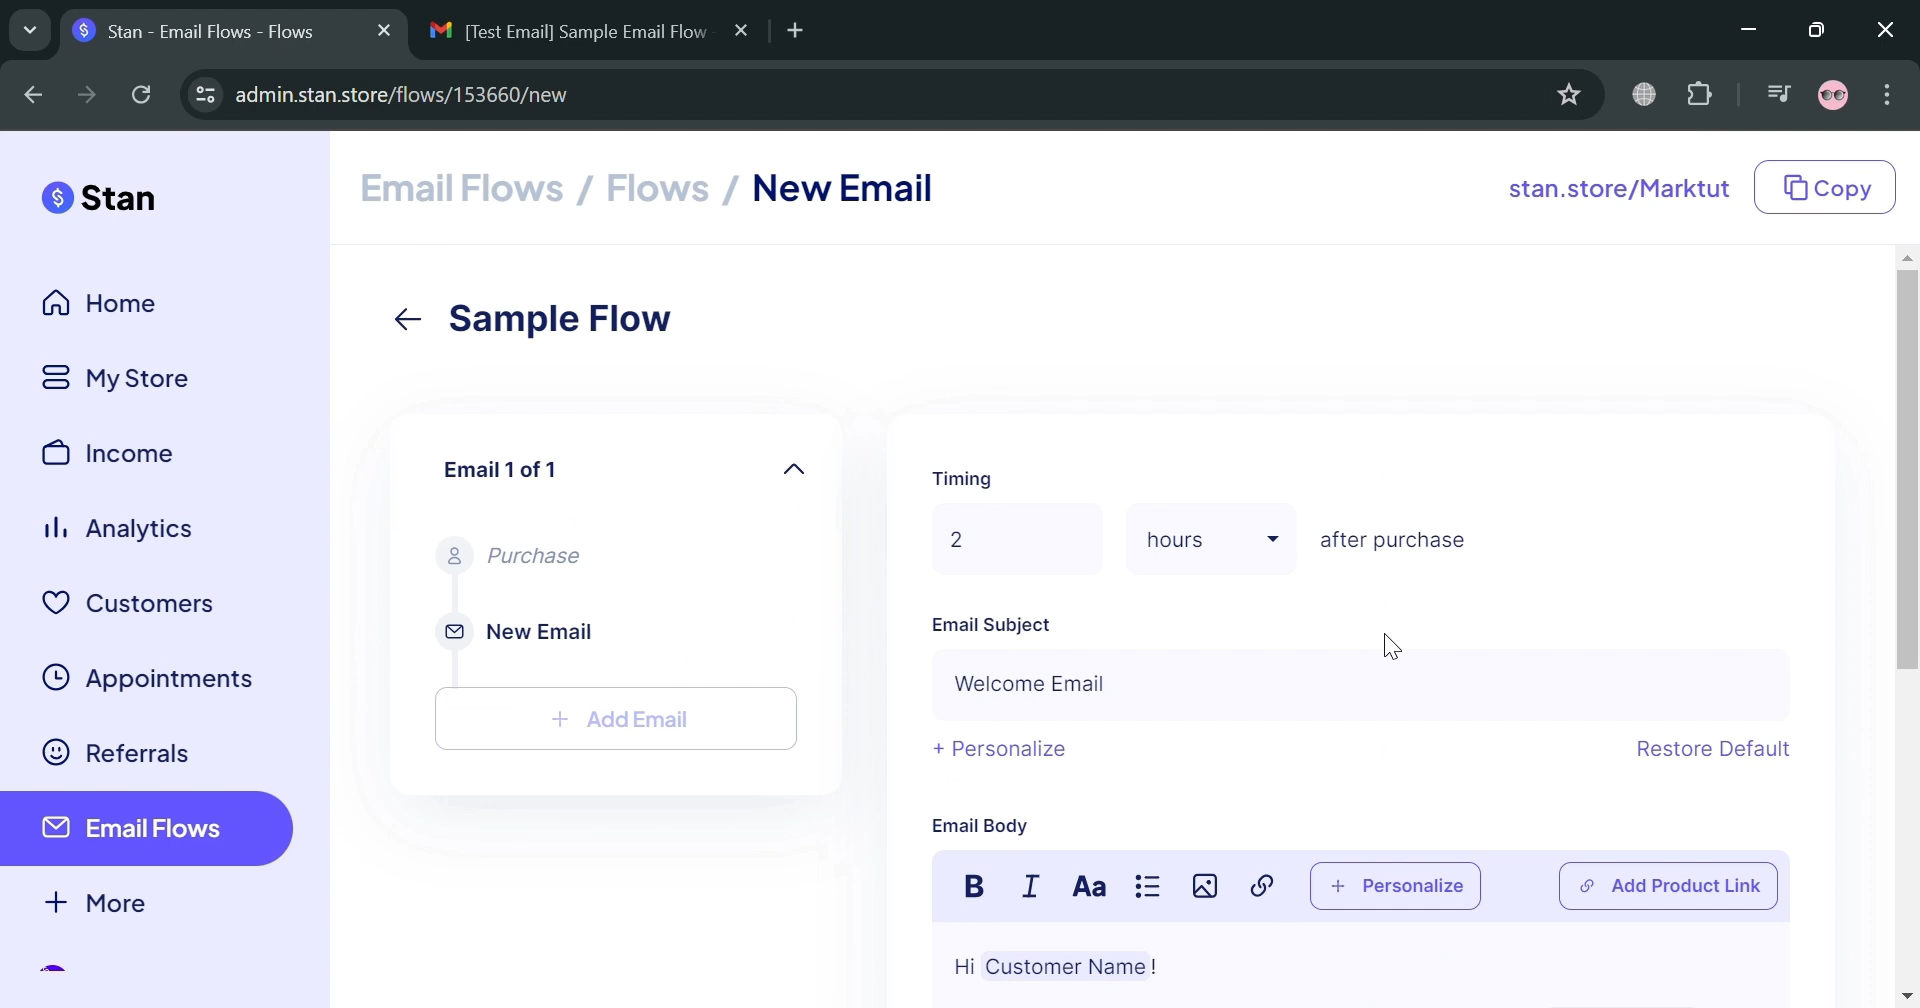 Stan - Email Flows - Flows
[Test Email] Sample Email Flow
admin.stan.store/flows/153660/new
Stan
Email Flows / Flows / New Email
stan.store/Marktut
Copy
Home
My Store
Income
Analytics
Customers
Appointments
Referrals
Email Flows
More
Sample Flow
Email 1 of 1
Purchase
New Email
+ Add Email
Timing
2
hours
after purchase
Email Subject
Welcome Email
+ Personalize
Restore Default
Email Body
B I Aa
+ Personalize
Add Product Link
Hi Customer Name !